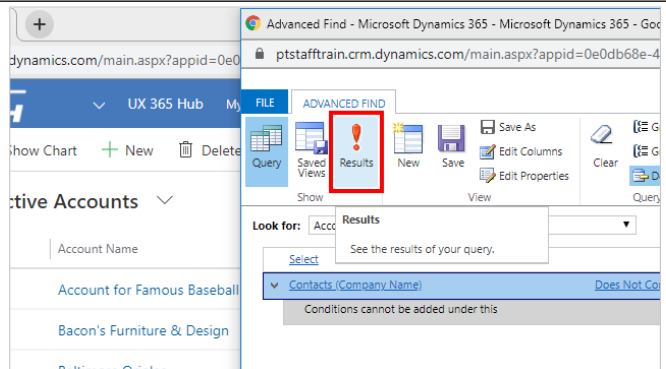 Advanced Find - Microsoft Dynamics 365 - Microsoft Dynamics 365 - Goo
dynamics.com/main.aspx?appid=0e0
ptstafftrain.crm.dynamics.com/main.aspx?appid=0e0db68e-4
UX 365 Hub My
FILE ADVANCED FIND
Show Chart + New Delete
Query
Saved Views
Results
New
Save
Save As
Edit Columns
Edit Properties
Clear
Show
View
Query
ctive Accounts
Look for: Acco
Results
See the results of your query.
Account Name
Select
Contacts (Company Name) Does Not Co
Conditions cannot be added under this
Account for Famous Baseball
Bacon's Furniture & Design